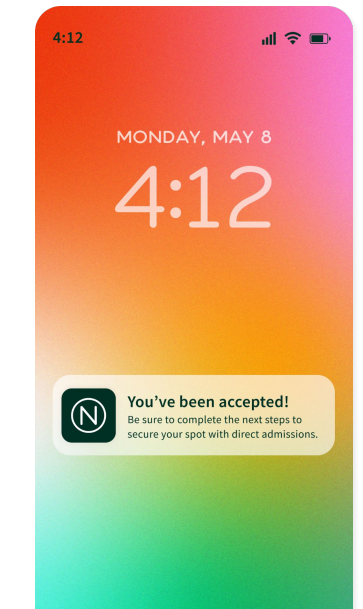 4:12
MONDAY, MAY 8
4:12
N
You’ve been accepted!
Be sure to complete the next steps to
secure your spot with direct admissions.